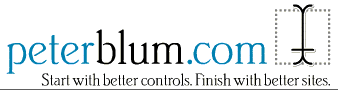 peterblum.com
Start with better controls. Finish with better sites.